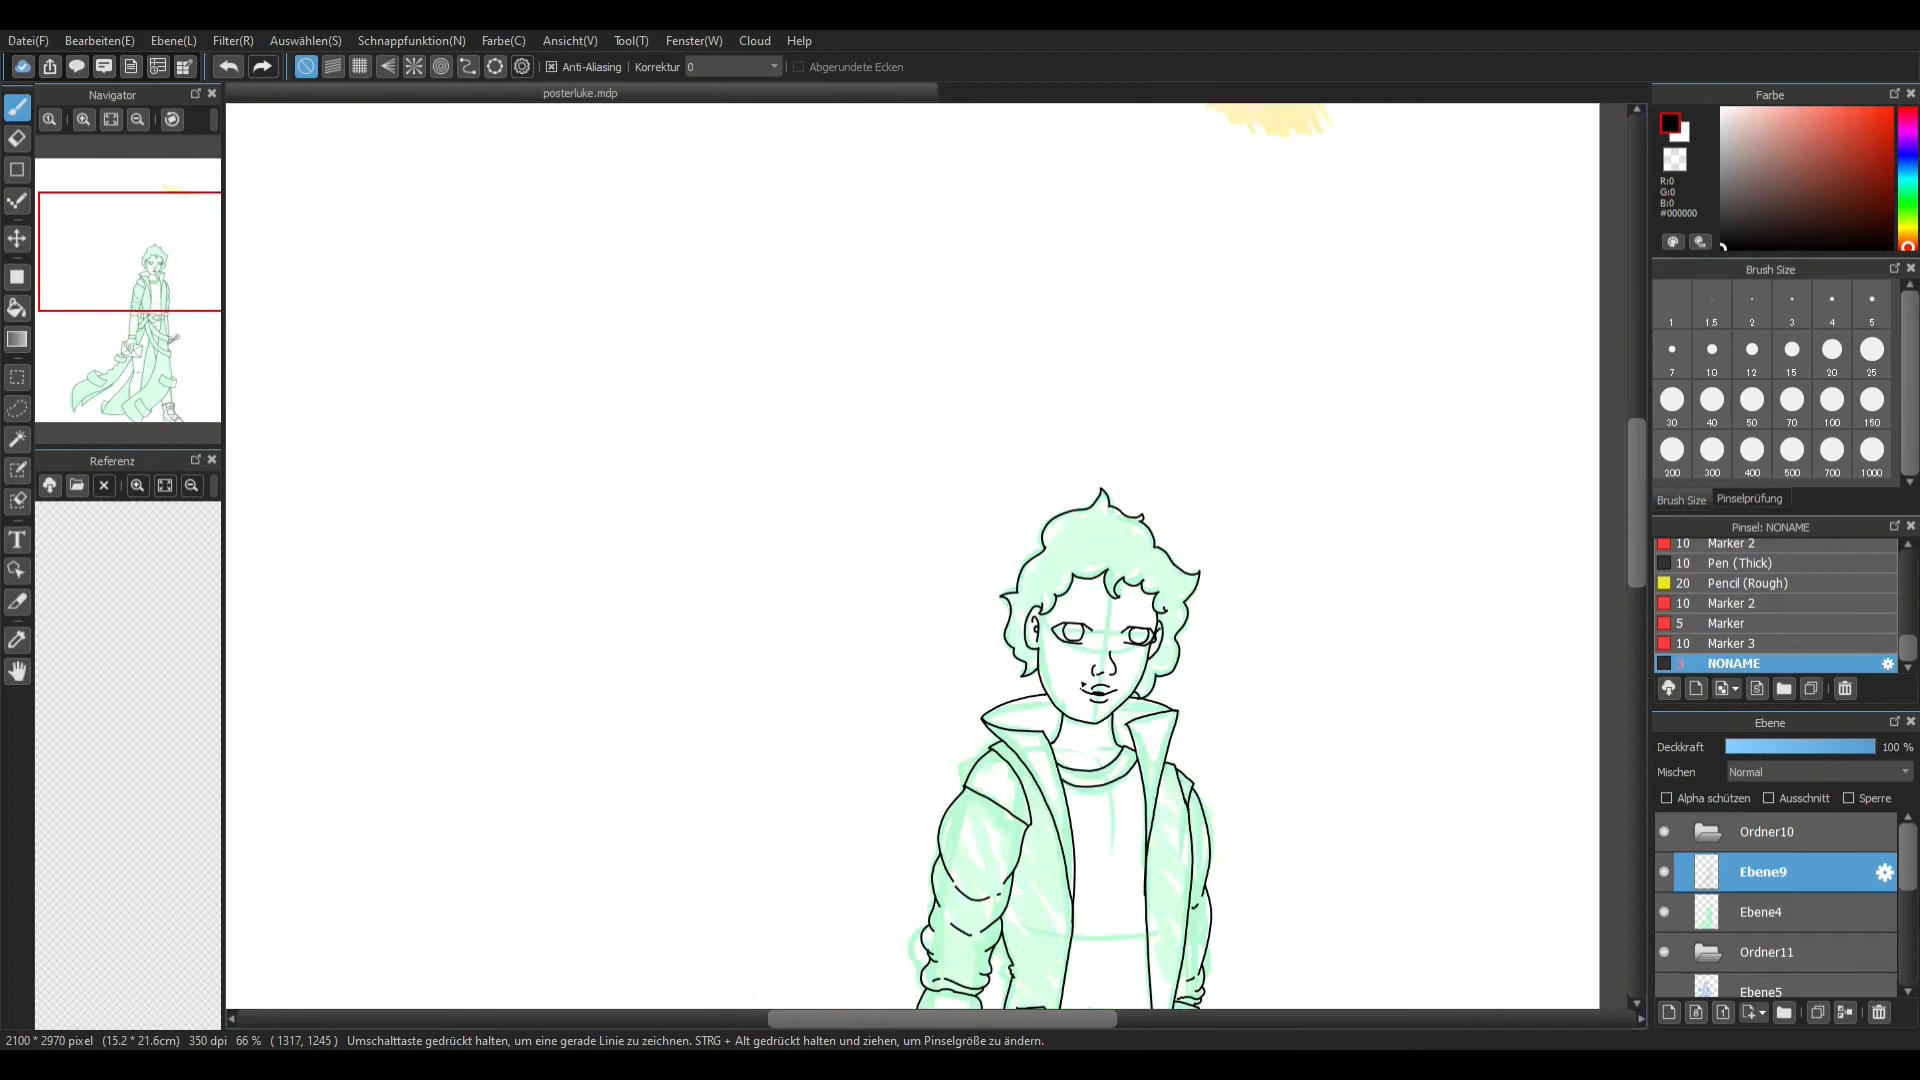 Datei(F) Bearbeiten(E) Ebene(L) Filter(R) Auswählen(S) Schnappfunktion(N) Farbe(C) Ansicht(V) Tool(T) Fenster(W) Cloud Help
Anti-Aliasing Korrektur 0 Abgerundete Ecken
Navigator
posterluke.mdp
Referenz
Farbe
R:0
G:0
B:0
#000000
Brush Size
1 1.5 2 3 4 5
7 10 12 15 20 25
30 40 50 70 100 150
200 300 400 500 700 1000
Brush Size Pinselprüfung
Pinsel: NONAME
10 Marker 2
10 Pen (Thick)
20 Pencil (Rough)
10 Marker 2
5 Marker
10 Marker 3
3 NONAME
Ebene
Deckkraft 100 %
Mischen Normal
Alpha schützen Ausschnitt Sperre
Ordner10
Ebene9
Ebene4
Ordner11
Ebene5
2100 * 2970 pixel (15.2 * 21.6cm) 350 dpi 66 % ( 1317, 1245 ) Umschalttaste gedrückt halten, um eine gerade Linie zu zeichnen. STRG + Alt gedrückt halten und ziehen, um Pinselgröße zu ändern.